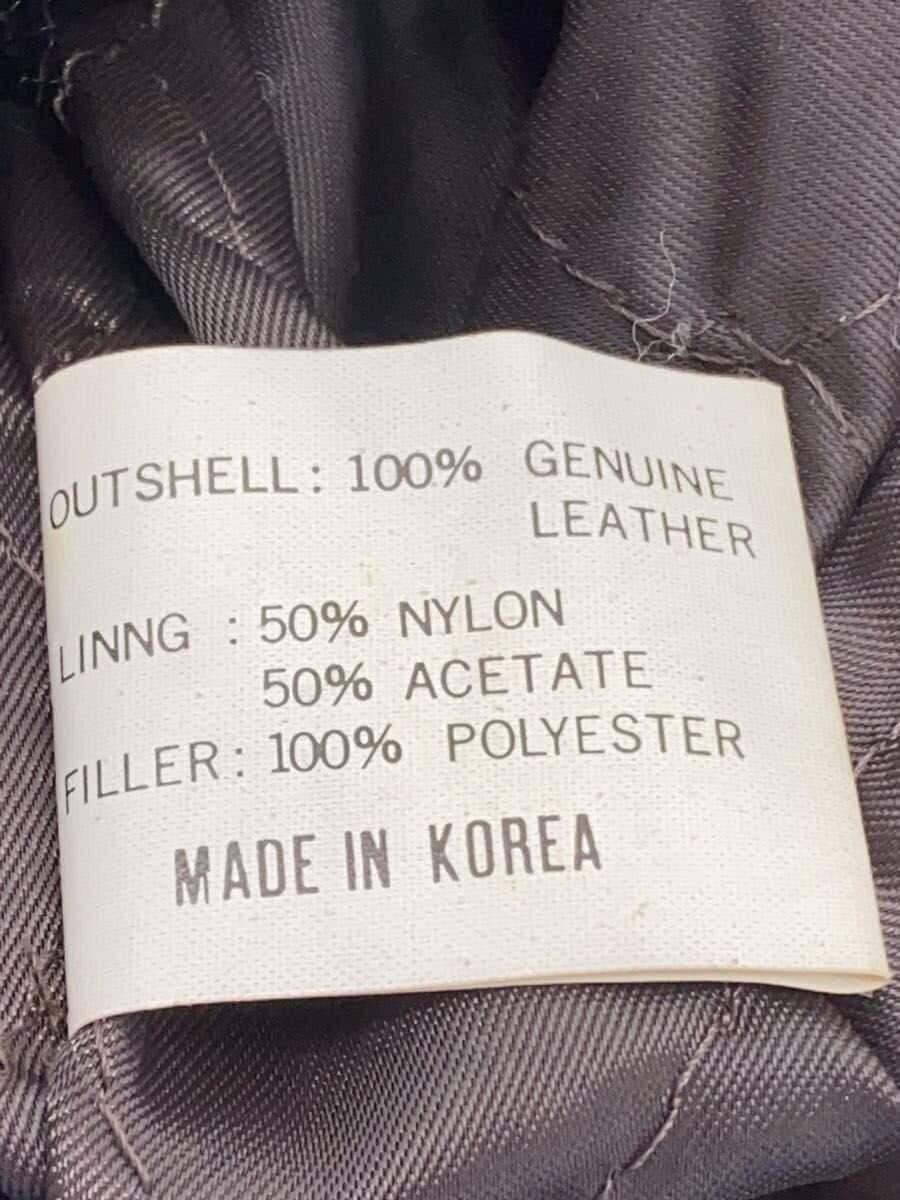 OUTSHELL: 100% GENUINE
LEATHER
LINNG : 50% NYLON
50% ACETATE
FILLER: 100% POLYESTER
MADE IN KOREA